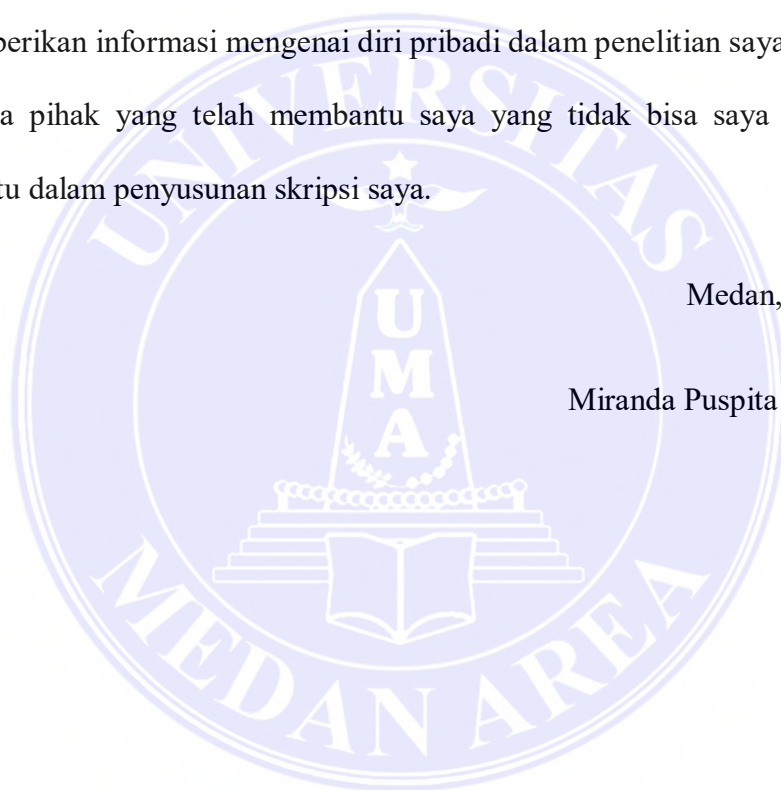 berikan informasi mengenai diri pribadi dalam penelitian saya
a pihak yang telah membantu saya yang tidak bisa saya
tu dalam penyusunan skripsi saya.
Medan,
Miranda Puspita
UNIVERSITAS
UMA
MEDAN AREA